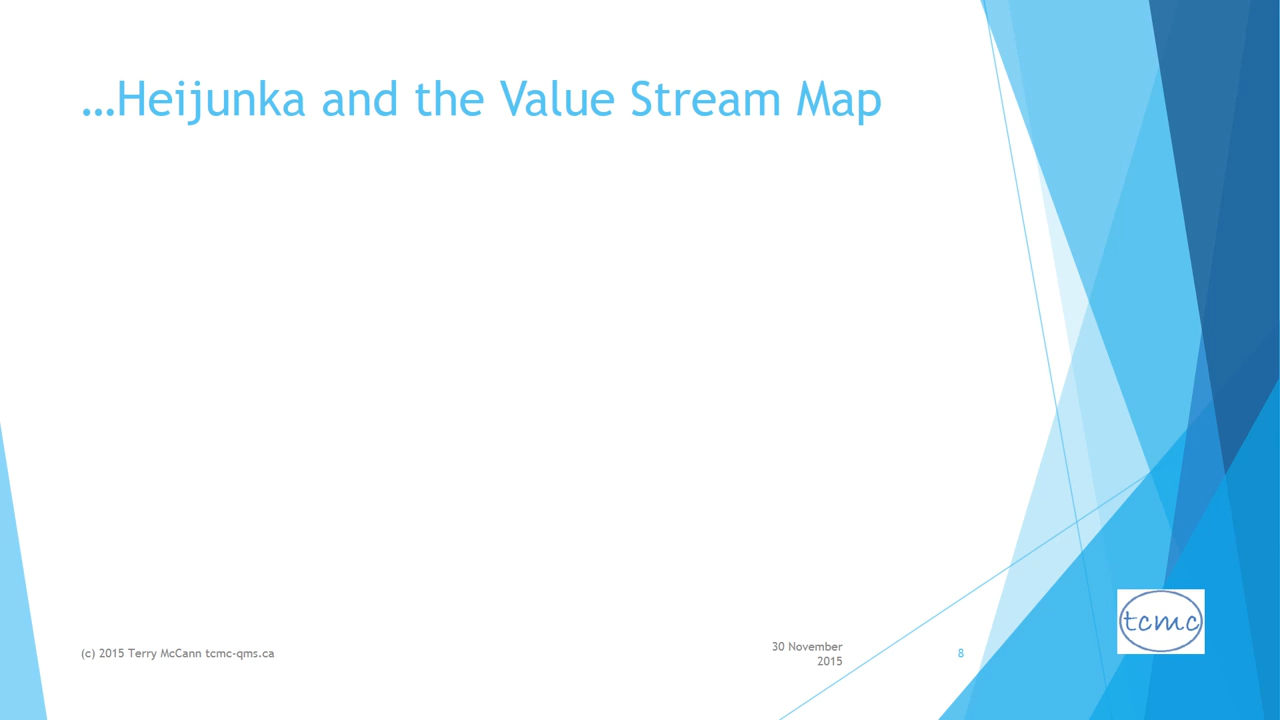 …Heijunka and the Value Stream Map
(c) 2015 Terry McCann tcmc-qms.ca
30 November
2015
8
tcmc